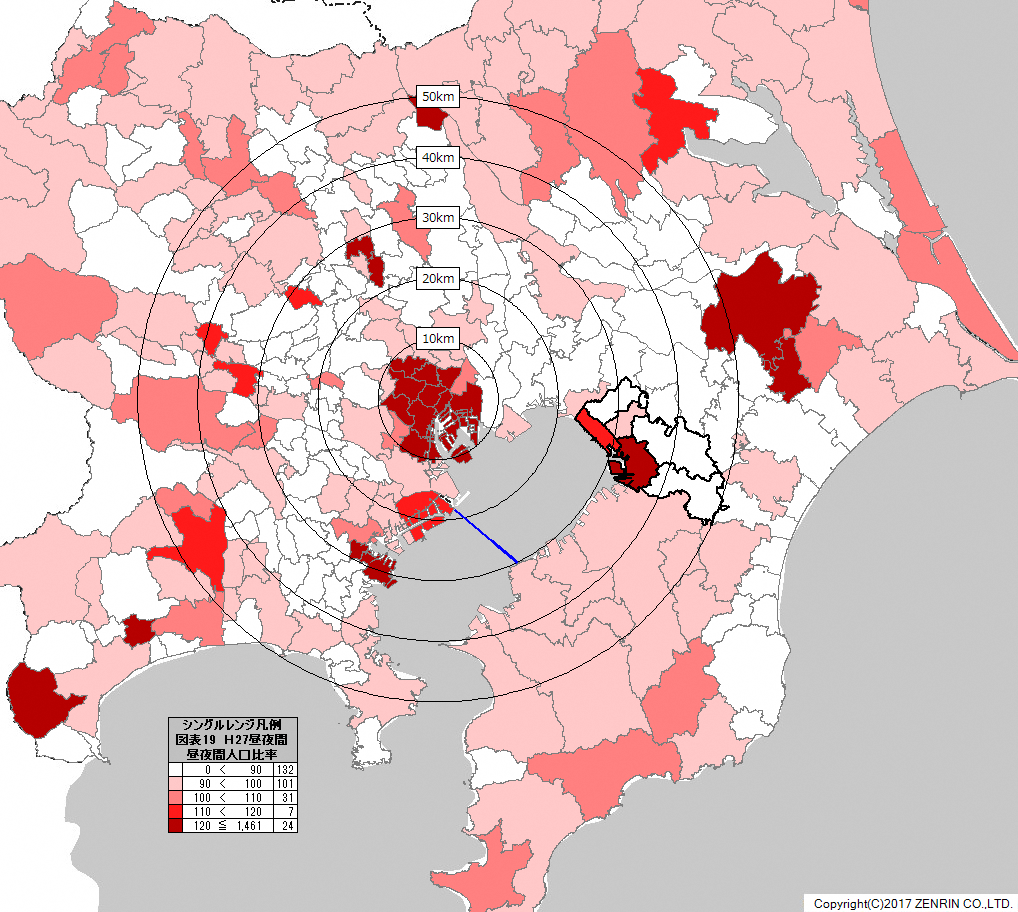 50km
40km
30km
20km
10km
シングルレンジ凡例
図表19 H27昼夜間
昼夜間人口比率
0 < 90 132
90 < 100 101
100 < 110 31
110 < 120 7
120 ≦ 1,461 24
Copyright(C)2017 ZENRIN CO.,LTD.